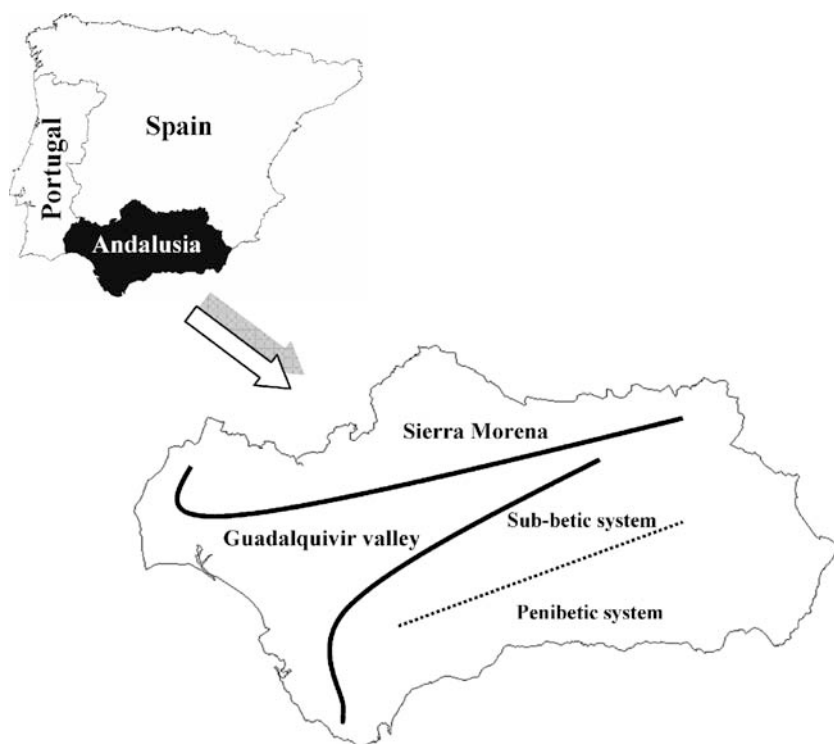 Spain
Portugal
Andalusia
Sierra Morena
Guadalquivir valley
Sub-betic system
Penibetic system